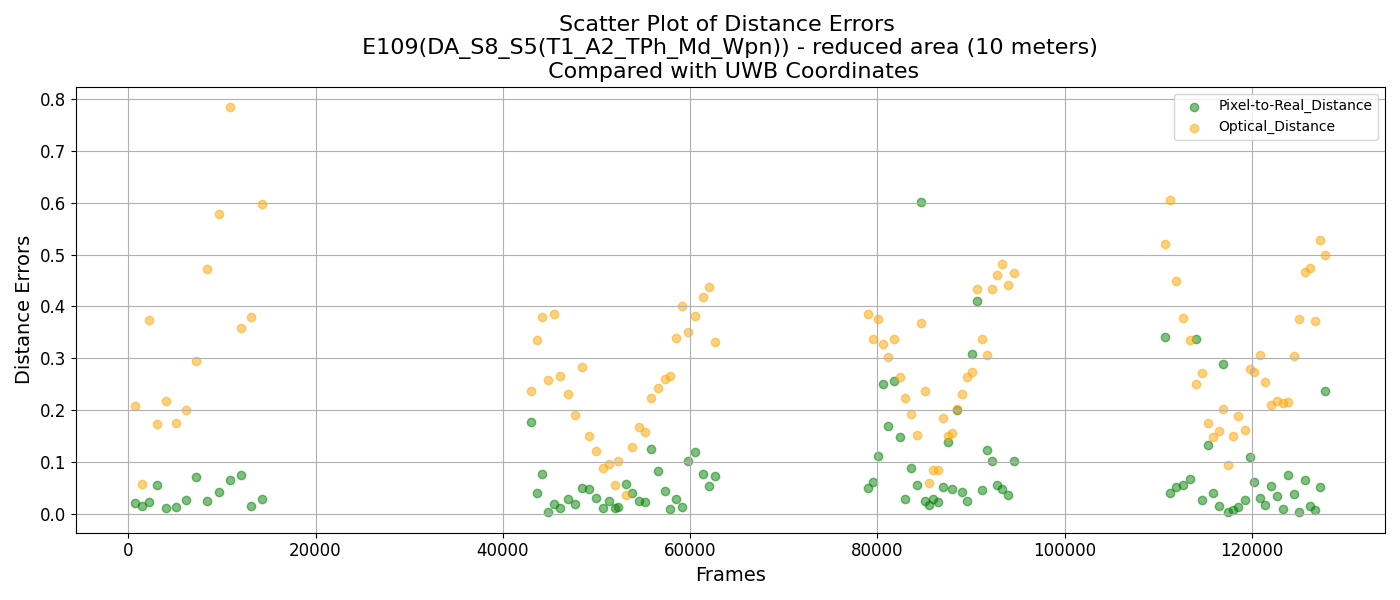 Scatter Plot of Distance Errors
E109(DA_S8_S5(T1_A2_TPh_Md_Wpn)) - reduced area (10 meters)
Compared with UWB Coordinates
Pixel-to-Real_Distance
Optical_Distance
Distance Errors
0.8
0.7
0.6
0.5
0.4
0.3
0.2
0.1
0.0
0 20000 40000 60000 80000 100000 120000
Frames